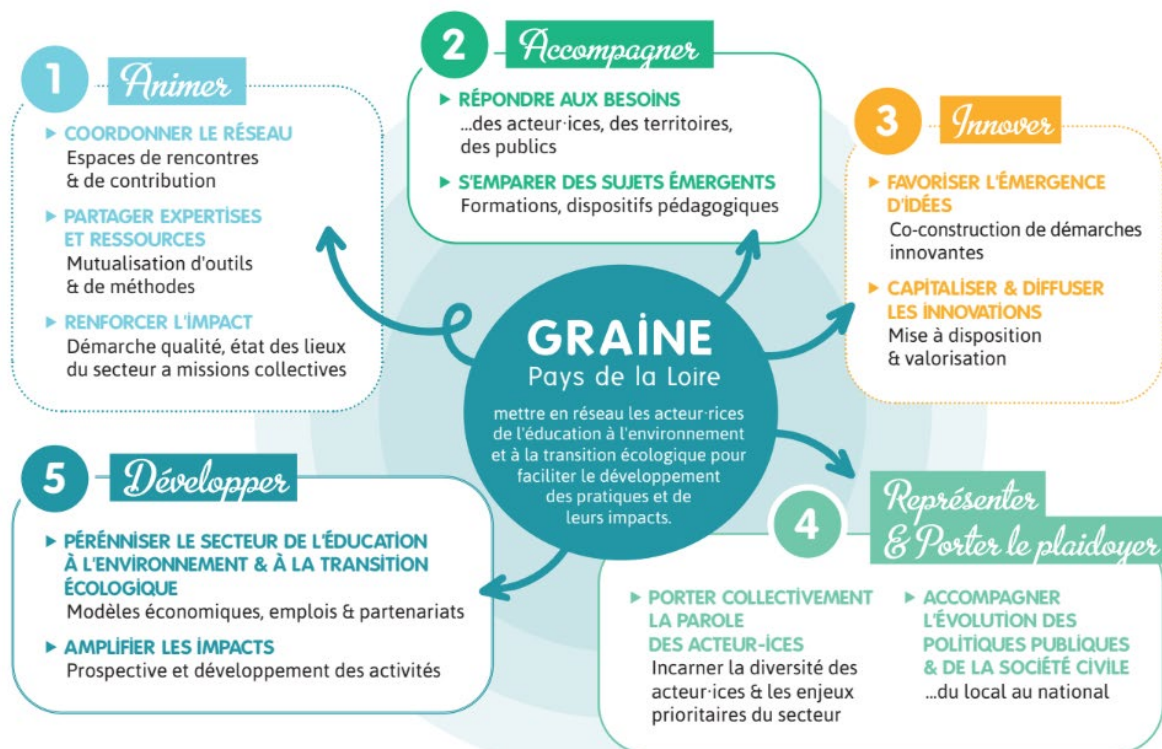 1
Animer
▶ COORDONNER LE RÉSEAU
Espaces de rencontres
& de contribution
▶ PARTAGER EXPERTISES
ET RESSOURCES
Mutualisation d'outils
& de méthodes
▶ RENFORCER L'IMPACT
Démarche qualité, état des lieux
du secteur a missions collectives
2
Accompagner
▶ RÉPONDRE AUX BESOINS
...des acteur·ices, des territoires,
des publics
▶ S'EMPARER DES SUJETS ÉMERGENTS
Formations, dispositifs pédagogiques
3
Innover
▶ FAVORISER L'ÉMERGENCE
D'IDÉES
Co-construction de démarches
innovantes
▶ CAPITALISER & DIFFUSER
LES INNOVATIONS
Mise à disposition
& valorisation
GRAINE
Pays de la Loire
mettre en réseau les acteur·rices
de l'éducation à l'environnement
et à la transition écologique pour
faciliter le développement
des pratiques et de
leurs impacts.
4
Représenter
& Porter le plaidoyer
▶ PORTER COLLECTIVEMENT
LA PAROLE
DES ACTEUR-ICES
Incarner la diversité des
acteur·ices & les enjeux
prioritaires du secteur
▶ ACCOMPAGNER
L'ÉVOLUTION DES
POLITIQUES PUBLIQUES
& DE LA SOCIÉTÉ CIVILE
...du local au national
5
Développer
▶ PÉRÉNNISER LE SECTEUR DE L'ÉDUCATION
À L'ENVIRONNEMENT & À LA TRANSITION
ÉCOLOGIQUE
Modèles économiques, emplois & partenariats
▶ AMPLIFIER LES IMPACTS
Prospective et développement des activités